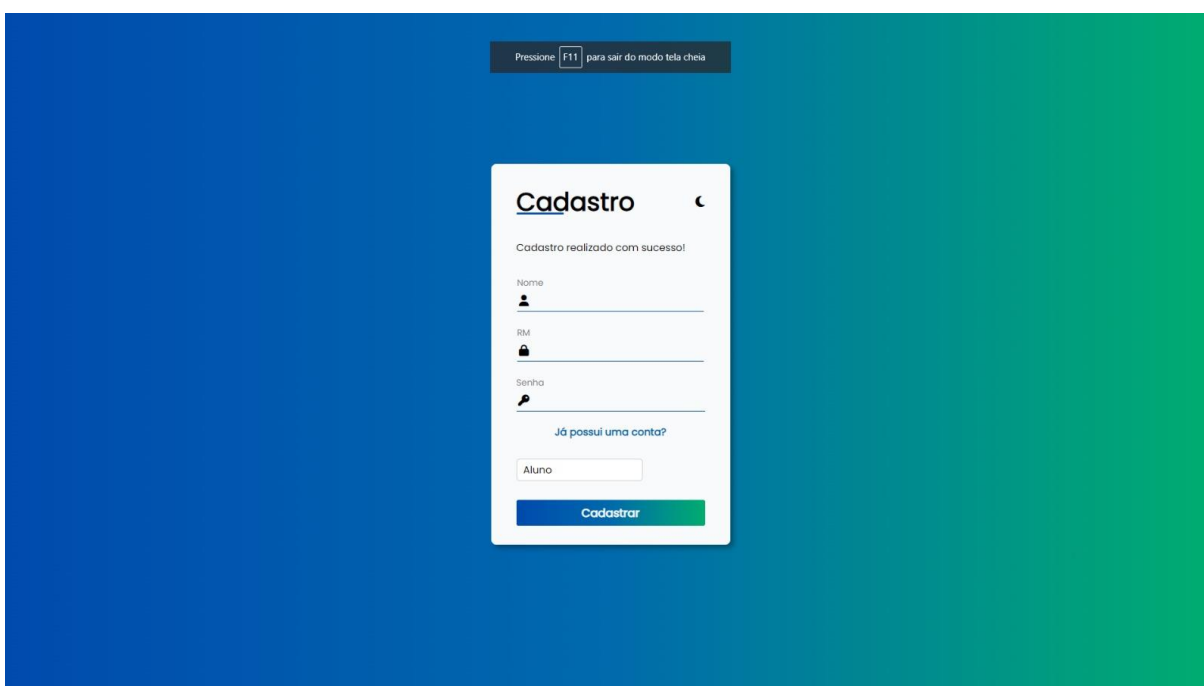 Pressione F11 para sair do modo tela cheia
Cadastro
Cadastro realizado com sucesso!
Nome
RM
Senha
Já possui uma conta?
Aluno
Cadastrar